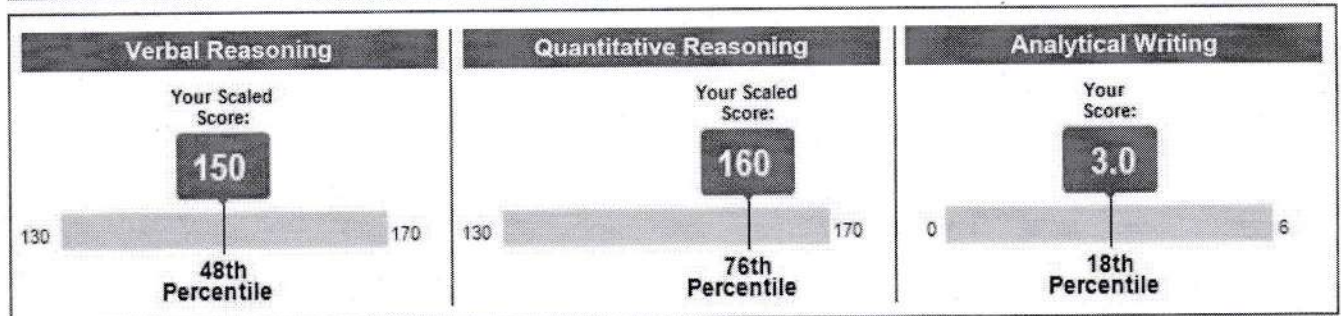 Verbal Reasoning
Your Scaled
Score:
150
130
170
48th
Percentile
Quantitative Reasoning
Your Scaled
Score:
160
130
170
76th
Percentile
Analytical Writing
Your
Score:
3.0
0
6
18th
Percentile